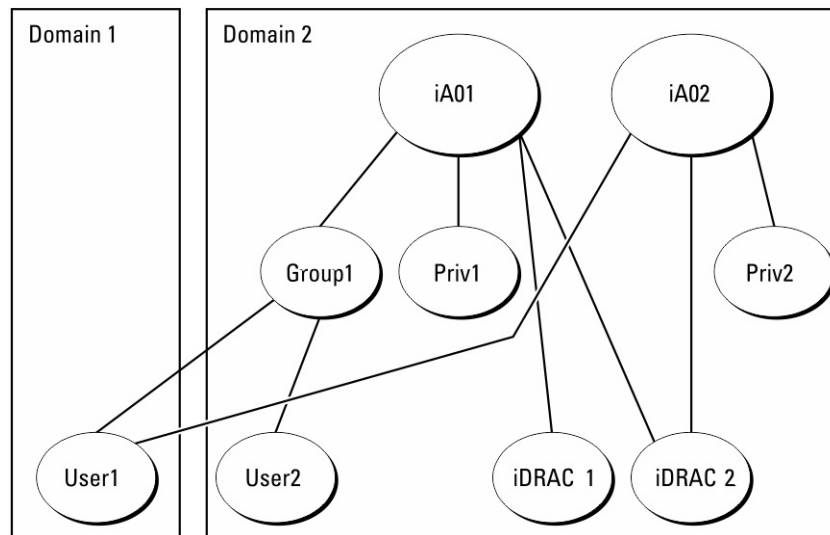 Domain 1
Domain 2
iA01
iA02
Group1
Priv1
Priv2
User1
User2
iDRAC 1
iDRAC 2